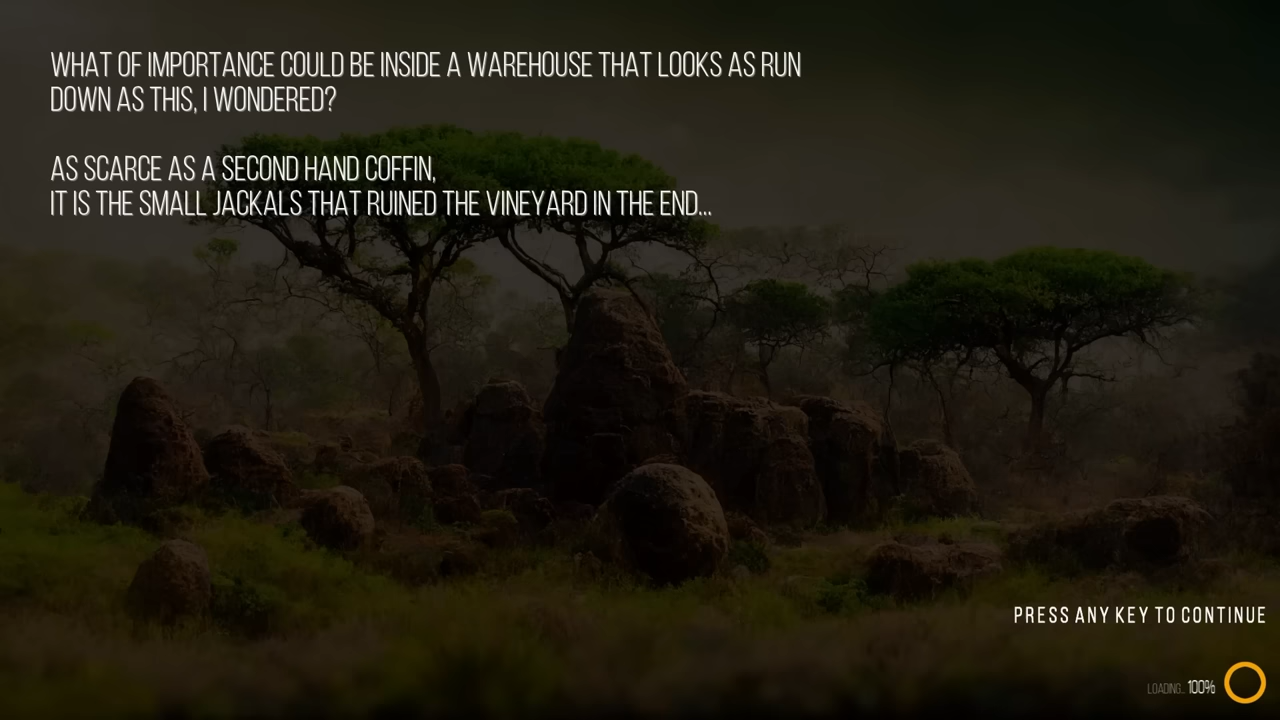 WHAT OF IMPORTANCE COULD BE INSIDE A WAREHOUSE THAT LOOKS AS RUN
DOWN AS THIS, I WONDERED?
AS SCARCE AS A SECOND HAND COFFIN,
IT IS THE SMALL JACKALS THAT RUINED THE VINEYARD IN THE END...
PRESS ANY KEY TO CONTINUE
LOADING... 100%